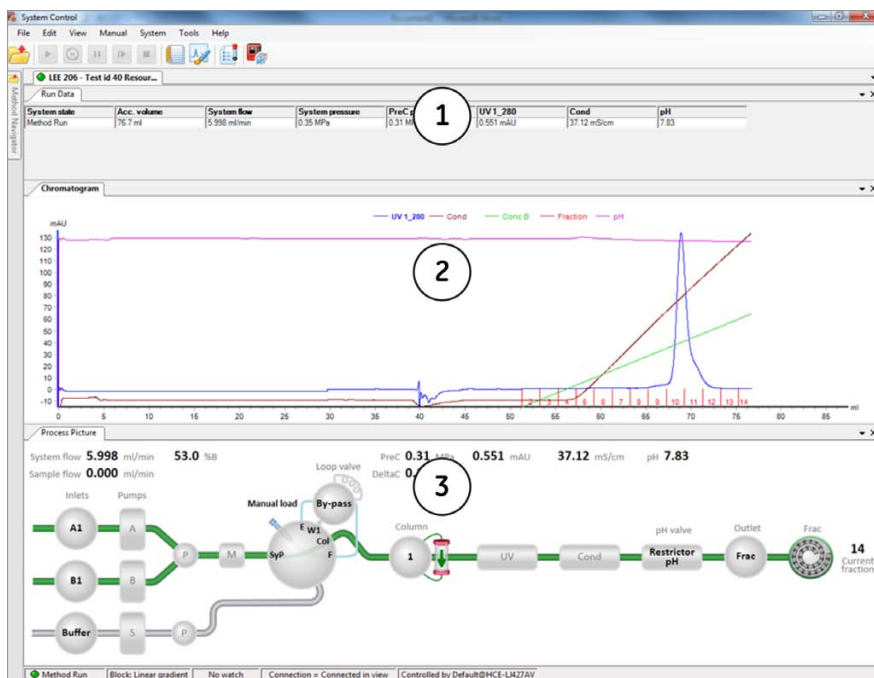 System Control
File Edit View Manual System Tools Help
LEE 206 - Test id 40 Resour...
Method Navigator
Run Data
System state Acc. volume System flow System pressure PreC UV 1_280 Cond pH
Method Run 76.7 ml 5.998 ml/min 0.35 MPa 0.31 0.551 mAU 37.12 mS/cm 7.83
1
Chromatogram
UV 1_280 Cond Conc B Fraction pH
mAU
130
120
110
100
90
80
70
60
50
40
30
20
10
0
-10
2
2 3 4 5 6 7 8 9 10 11 12 13 14
0 5 10 15 20 25 30 35 40 45 50 55 60 65 70 75 80 85 ml
Process Picture
System flow 5.998 ml/min 53.0 %B PreC 0.31 0.551 mAU 37.12 mS/cm pH 7.83
Sample flow 0.000 ml/min DeltaC
3
Loop valve
Inlets Pumps Manual load By-pass
E W1 Col F SyP
Column pH valve Outlet Frac
A1 A P M 1 UV Cond Restrictor pH Frac 14
Current fraction
B1 B
Buffer S P
Method Run Block: Linear gradient No watch Connection = Connected in view Controlled by Default@HCE-LJ427AV